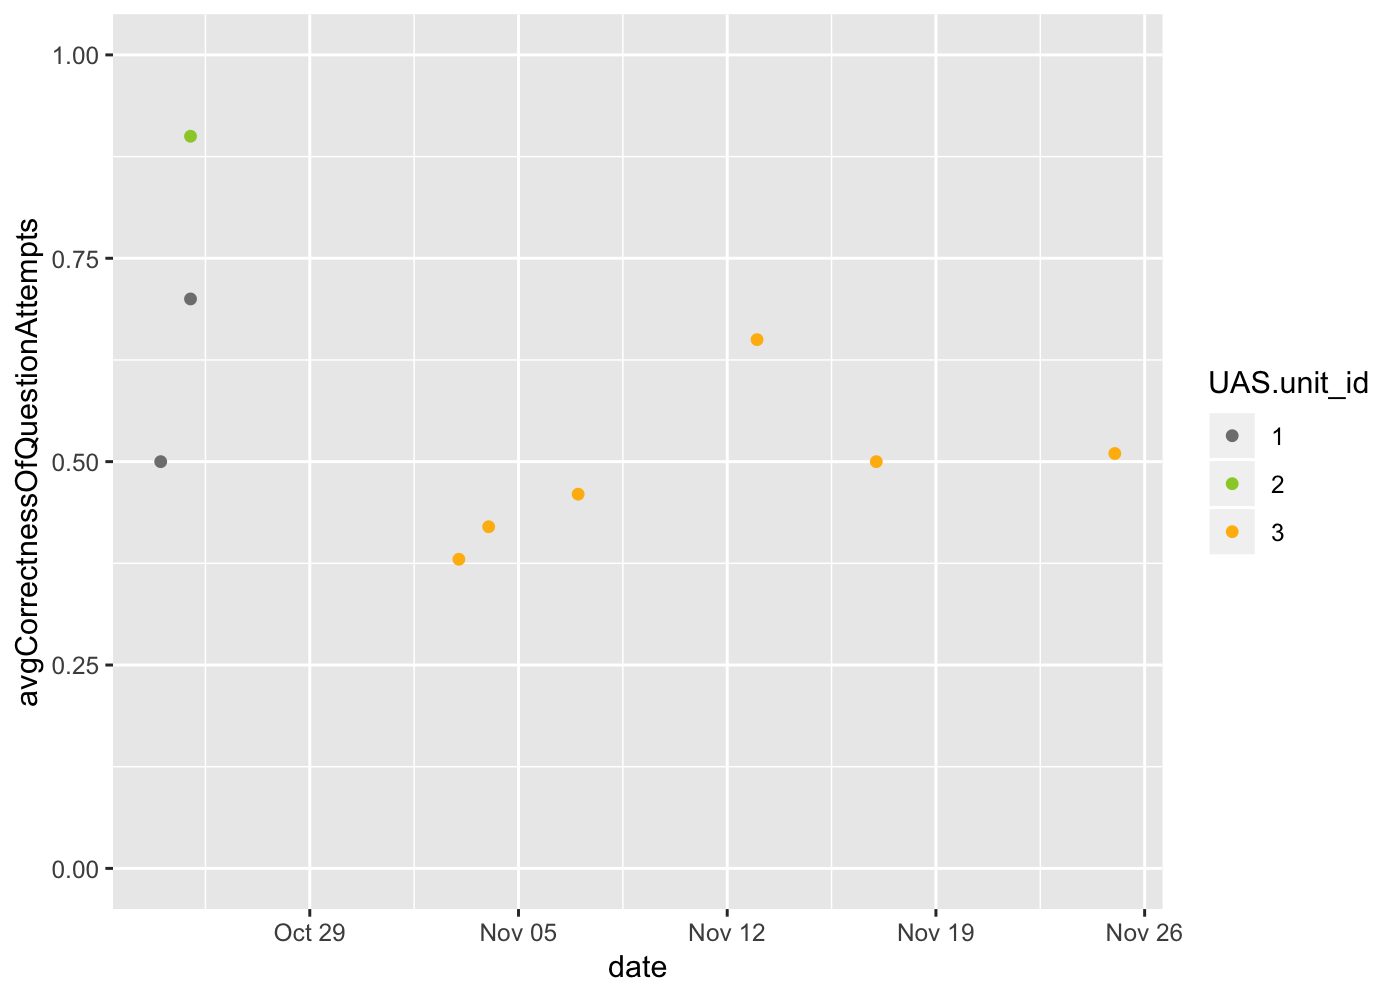 1.00
0.75
0.50
0.25
0.00
avgCorrectnessOfQuestionAttempts
Oct 29 Nov 05 Nov 12 Nov 19 Nov 26
date
UAS.unit_id
1
2
3